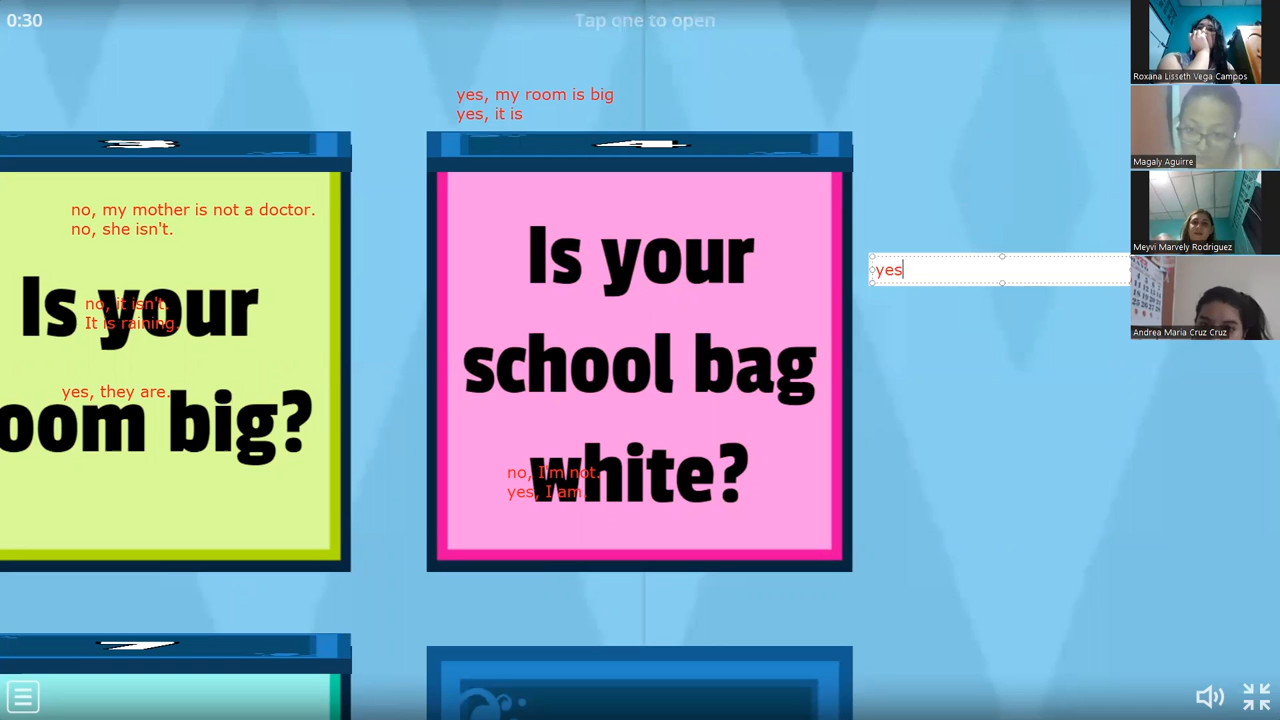 0:30
Tap one to open
Roxana Lisseth Vega Campos
yes, my room is big
yes, it is
Magaly Aguirre
no, my mother is not a doctor.
no, she isn't.
Is your
oom big?
no, it isn't.
It is raining.
yes, they are.
Is your
school bag
white?
no, I'm not.
yes, I am.
yes
Meyvi Marvely Rodriguez
Andrea Maria Cruz Cruz